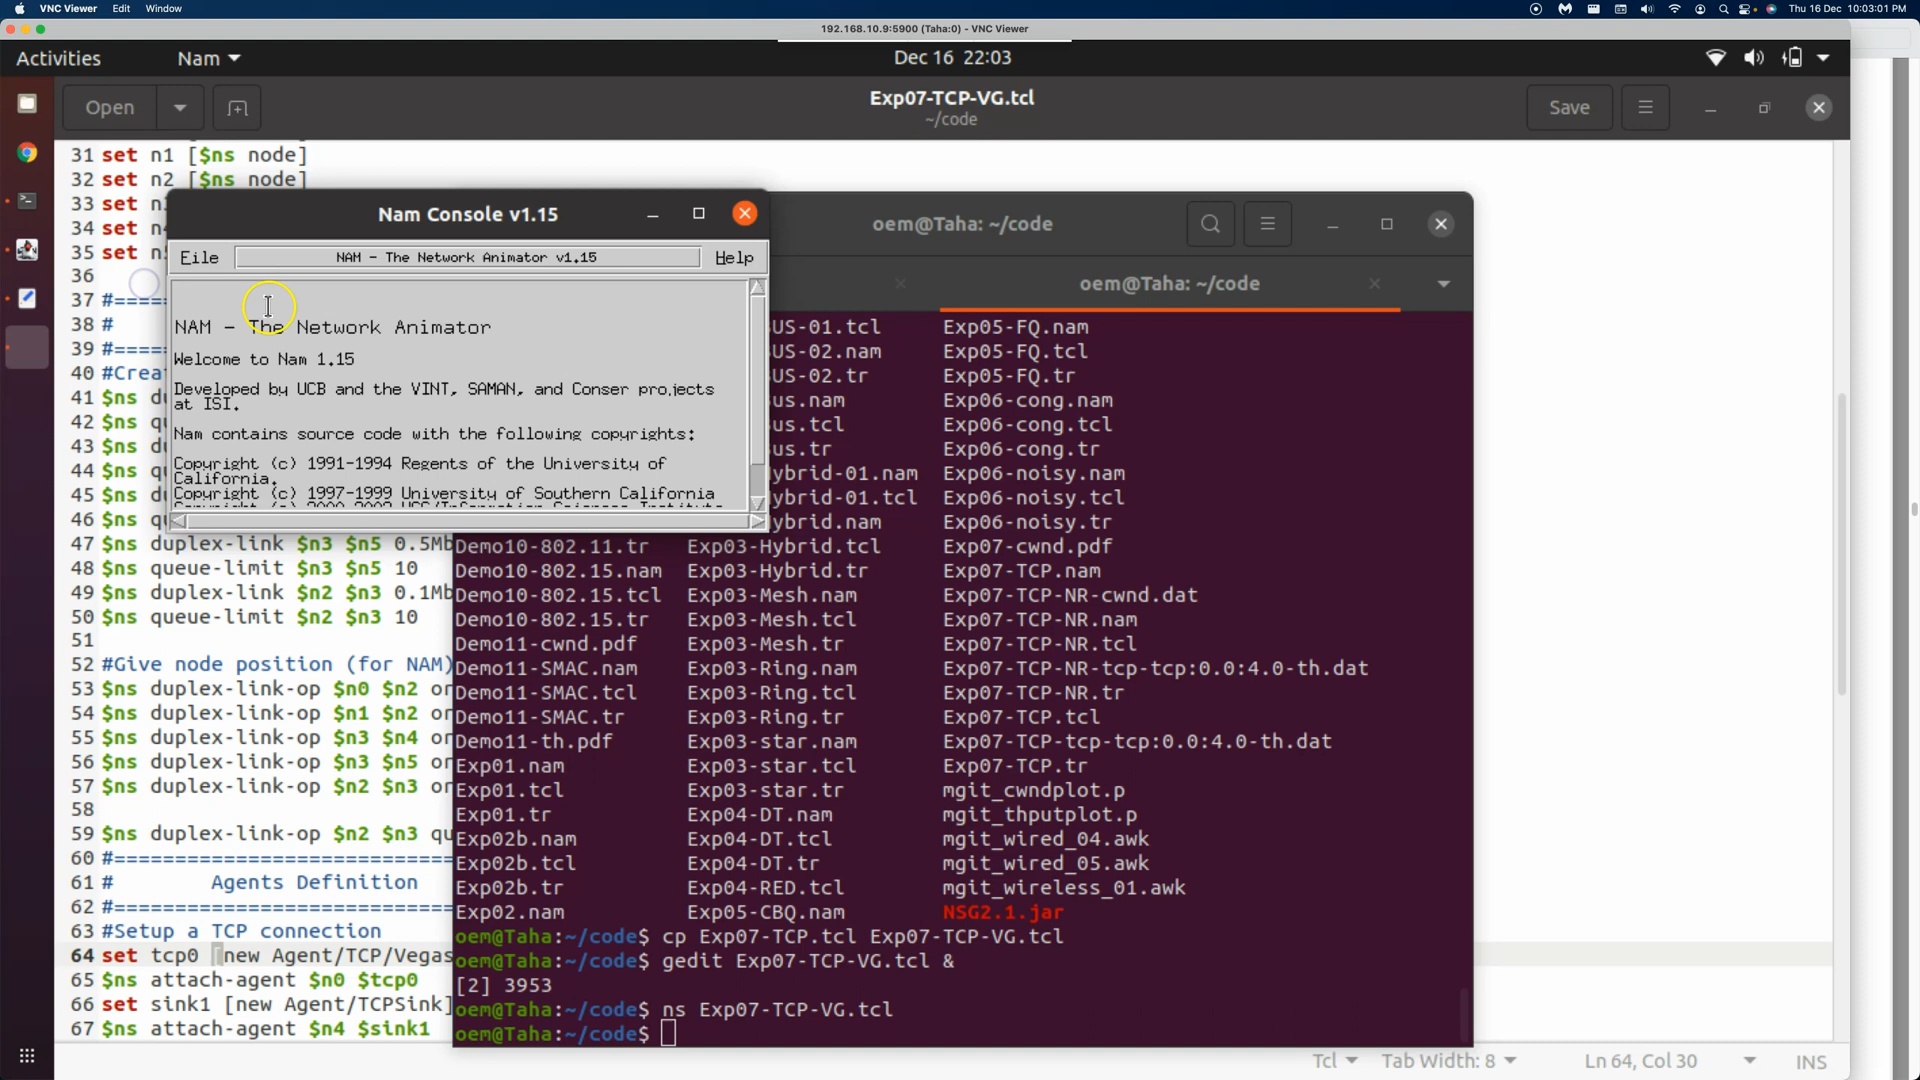 VNC Viewer Edit Window
Thu 16 Dec 10:03:01 PM
192.168.10.9:5900 (Taha:0) - VNC Viewer
Activities Nam Dec 16 22:03
Open Exp07-TCP-VG.tcl Save
~/code
31 set n1 [$ns node]
32 set n2 [$ns node]
33 set
34 set
35 set
36
37 #====
38 #
39 #====
40 #Crea
41 $ns d
42 $ns q
43 $ns d
44 $ns q
45 $ns d
46 $ns q
47 $ns duplex-link $n3 $n5 0.5Mb
48 $ns queue-limit $n3 $n5 10
49 $ns duplex-link $n2 $n3 0.1Mb
50 $ns queue-limit $n2 $n3 10
51
52 #Give node position (for NAM)
53 $ns duplex-link-op $n0 $n2 or
54 $ns duplex-link-op $n1 $n2 or
55 $ns duplex-link-op $n3 $n4 or
56 $ns duplex-link-op $n3 $n5 or
57 $ns duplex-link-op $n2 $n3 or
58
59 $ns duplex-link-op $n2 $n3 qu
60 #=============================
61 # Agents Definition
62 #=============================
63 #Setup a TCP connection
64 set tcp0 [new Agent/TCP/Vegas
65 $ns attach-agent $n0 $tcp0
66 set sink1 [new Agent/TCPSink]
67 $ns attach-agent $n4 $sink1
Nam Console v1.15
File NAM - The Network Animator v1.15 Help
NAM - The Network Animator
Welcome to Nam 1.15
Developed by UCB and the VINT, SAMAN, and Conser projects
at ISI.
Nam contains source code with the following copyrights:
Copyright (c) 1991-1994 Regents of the University of
California.
Copyright (c) 1997-1999 University of Southern California
oem@Taha: ~/code
oem@Taha: ~/code
US-01.tcl Exp05-FQ.nam
US-02.nam Exp05-FQ.tcl
US-02.tr Exp05-FQ.tr
us.nam Exp06-cong.nam
us.tcl Exp06-cong.tcl
us.tr Exp06-cong.tr
ybrid-01.nam Exp06-noisy.nam
ybrid-01.tcl Exp06-noisy.tcl
ybrid.nam Exp06-noisy.tr
Demo10-802.11.tr Exp03-Hybrid.tcl Exp07-cwnd.pdf
Demo10-802.15.nam Exp03-Hybrid.tr Exp07-TCP.nam
Demo10-802.15.tcl Exp03-Mesh.nam Exp07-TCP-NR-cwnd.dat
Demo10-802.15.tr Exp03-Mesh.tcl Exp07-TCP-NR.nam
Demo11-cwnd.pdf Exp03-Mesh.tr Exp07-TCP-NR.tcl
Demo11-SMAC.nam Exp03-Ring.nam Exp07-TCP-NR-tcp-tcp:0.0:4.0-th.dat
Demo11-SMAC.tcl Exp03-Ring.tcl Exp07-TCP-NR.tr
Demo11-SMAC.tr Exp03-Ring.tr Exp07-TCP.tcl
Demo11-th.pdf Exp03-star.nam Exp07-TCP-tcp-tcp:0.0:4.0-th.dat
Exp01.nam Exp03-star.tcl Exp07-TCP.tr
Exp01.tcl Exp03-star.tr mgit_cwndplot.p
Exp01.tr Exp04-DT.nam mgit_thputplot.p
Exp02b.nam Exp04-DT.tcl mgit_wired_04.awk
Exp02b.tcl Exp04-DT.tr mgit_wired_05.awk
Exp02b.tr Exp04-RED.tcl mgit_wireless_01.awk
Exp02.nam Exp05-CBQ.nam NSG2.1.jar
oem@Taha:~/code$ cp Exp07-TCP.tcl Exp07-TCP-VG.tcl
oem@Taha:~/code$ gedit Exp07-TCP-VG.tcl &
[2] 3953
oem@Taha:~/code$ ns Exp07-TCP-VG.tcl
oem@Taha:~/code$
Tcl Tab Width: 8 Ln 64, Col 30 INS